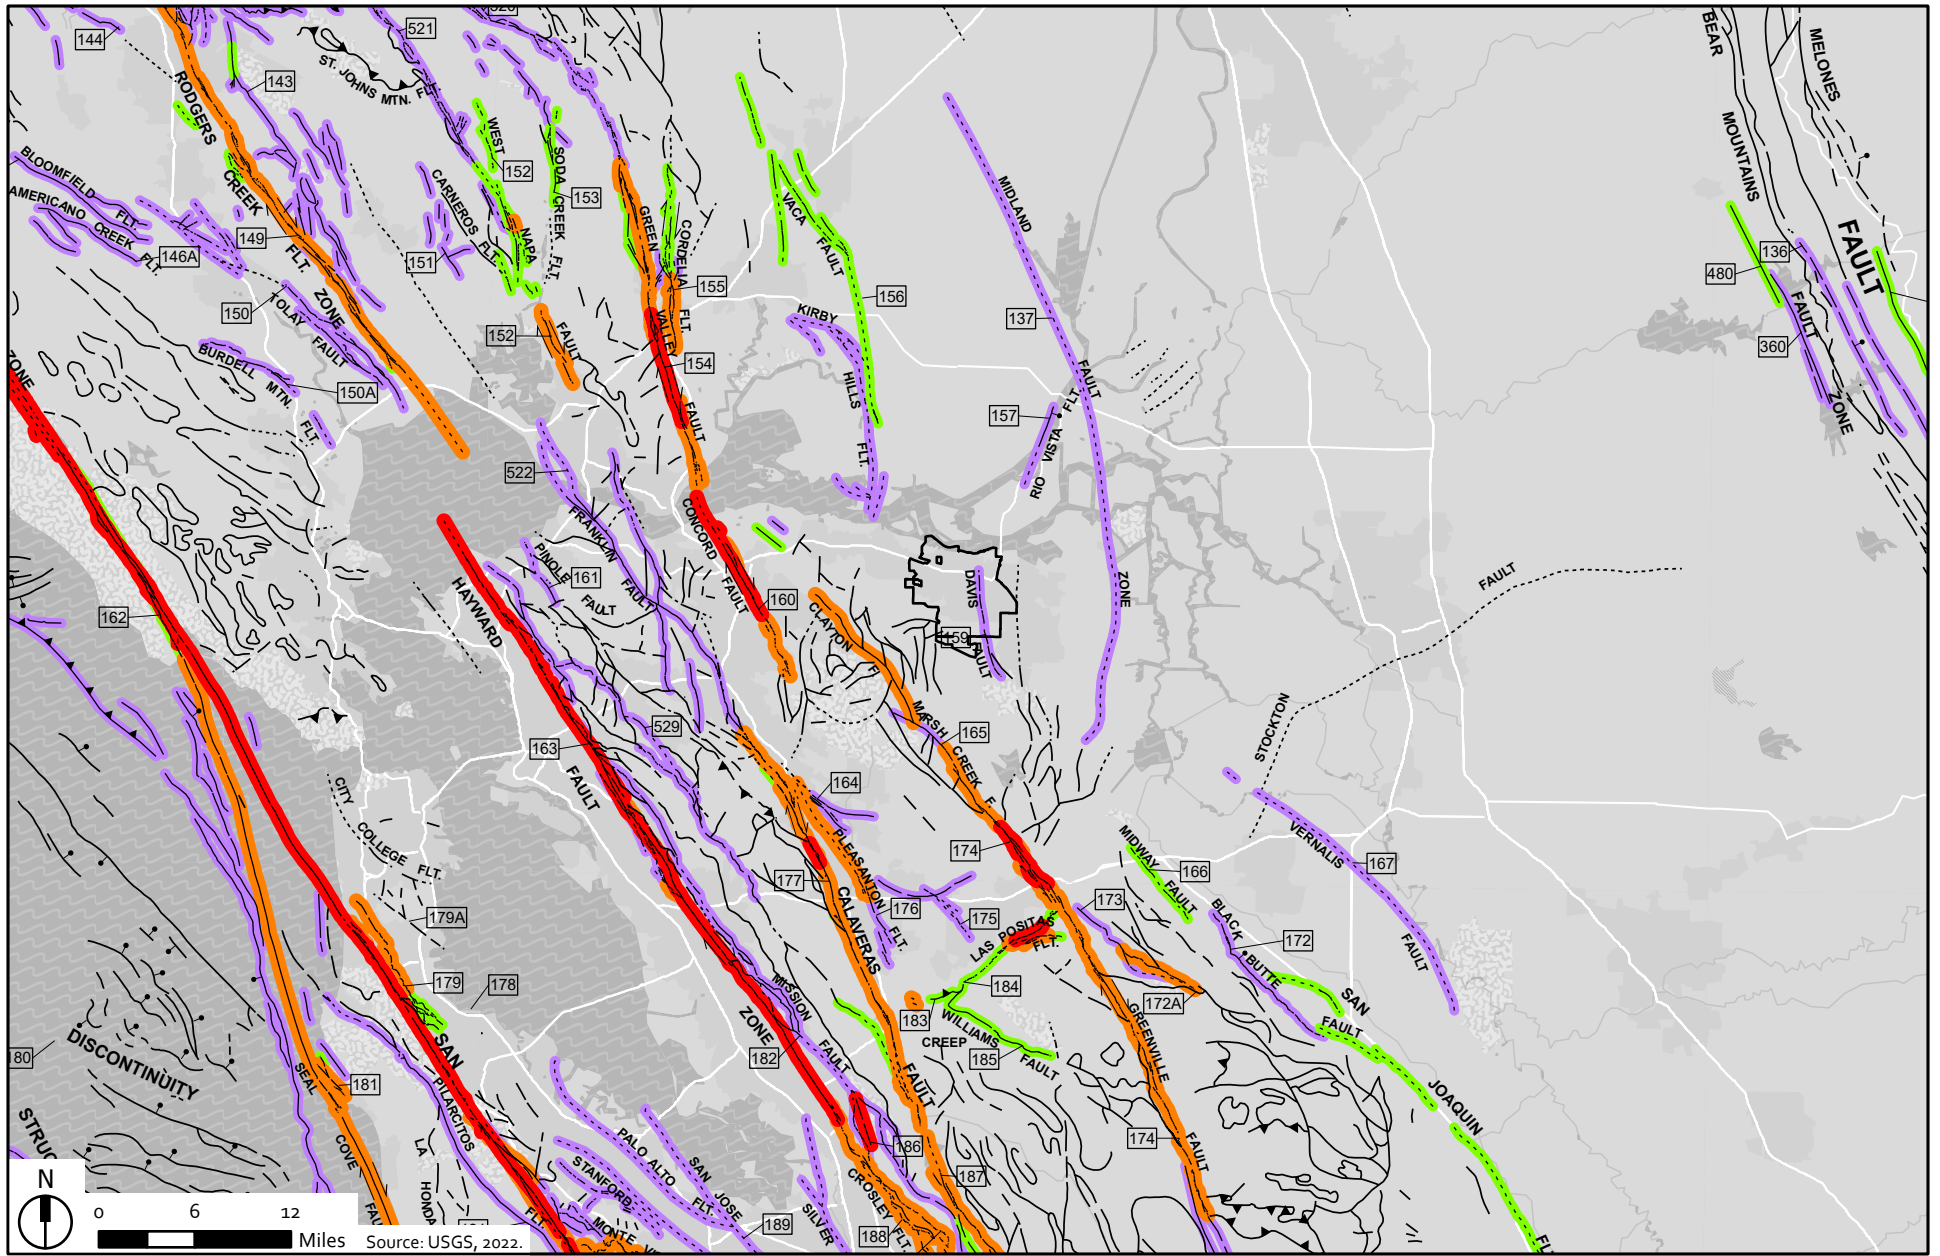 144
521
BEAR
MELONES
RODGERS
143
ST. JOHNS MTN. F
MOUNTAINS
WEST
152
SODA
153
CREEK
FLT.
BLOOMFIELD
FLT.
AMERICANO
CREEK
FLT.
146A
CREEK
149
FLT.
ZONE
CARNEROS
FLT.
151
NAPA
GREEN
CORDELIA
FLT.
155
VALLEY
154
FAULT
VACA
FAULT
156
MIDLAND
137
FAULT
ZONE
FAULT
136
480
FAULT
360
ZONE
150
TOLAY
FAULT
BURDELL
MTN.
150A
FLT.
152
FAULT
KIRBY
HILLS
FLT.
157
RIO
VISTA
FLT.
ZONE
522
FRANKLIN
FAULT
PINOLE
161
FAULT
CONCORD
FAULT
160
CLAYTON
F.
DAVIS
159
FAULT
STOCKTON
FAULT
162
HAYWARD
163
FAULT
529
MARSH
165
CREEK
F.
164
PLEASANTON
177
CALAVERAS
176
FLT.
175
174
MIDWAY
166
FAULT
VERNALIS
167
FAULT
CITY
COLLEGE
FLT.
179A
179
178
LAS POSITAS
FLT.
173
BLACK
172
BUTTE
172A
SAN
FAULT
JOAQUIN
184
183
WILLIAMS
CREEP
185
FAULT
GREENVILLE
174
FAULT
MISSION
FAULT
ZONE
182
FAULT
180
DISCONTINUITY
STRUC
SEAL
181
COVE
SAN
PILARCITOS
FLT.
LA
HONDA
PALO ALTO
FLT.
STANFORD
SAN
JOSE
189
MONTE
SILVER
186
187
CROSLEY
FLT.
188
N
0 6 12
Miles
Source: USGS, 2022.